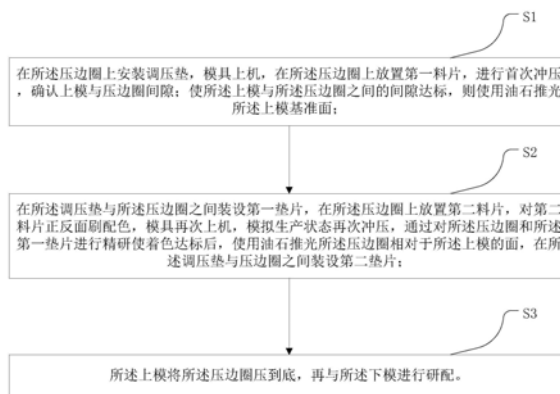 S1
在所述压边圈上安装调压垫，模具上机，在所述压边圈上放置第一料片，进行首次冲压
，确认上模与压边圈间隙；使所述上模与所述压边圈之间的间隙达标，则使用油石推光
所述上模基准面；
S2
在所述调压垫与所述压边圈之间装设第一垫片，在所述压边圈上放置第二料片，对第二
料片正反面刷配色，模具再次上机，模拟生产状态再次冲压，通过对所述压边圈和所述
第一垫片进行精研使着色达标后，使用油石推光所述压边圈相对于所述上模的面，在所
述调压垫与压边圈之间装设第二垫片；
S3
所述上模将所述压边圈压到底，再与所述下模进行研配。